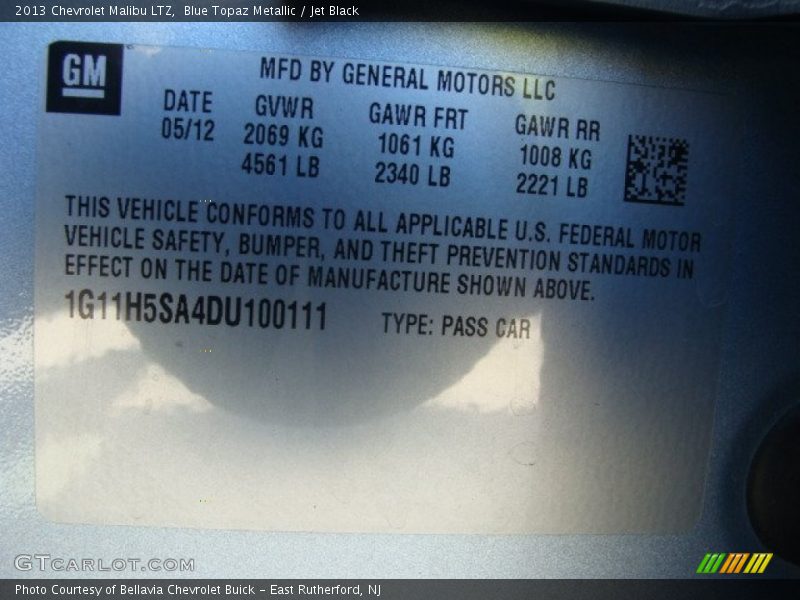 2013 Chevrolet Malibu LTZ, Blue Topaz Metallic / Jet Black
GM
MFD BY GENERAL MOTORS LLC
DATE GVWR GAWR FRT GAWR RR
05/12 2069 KG 1061 KG 1008 KG
4561 LB 2340 LB 2221 LB
THIS VEHICLE CONFORMS TO ALL APPLICABLE U.S. FEDERAL MOTOR
VEHICLE SAFETY, BUMPER, AND THEFT PREVENTION STANDARDS IN
EFFECT ON THE DATE OF MANUFACTURE SHOWN ABOVE.
1G11H5SA4DU100111 TYPE: PASS CAR
GTCARLOT.COM
Photo Courtesy of Bellavia Chevrolet Buick - East Rutherford, NJ